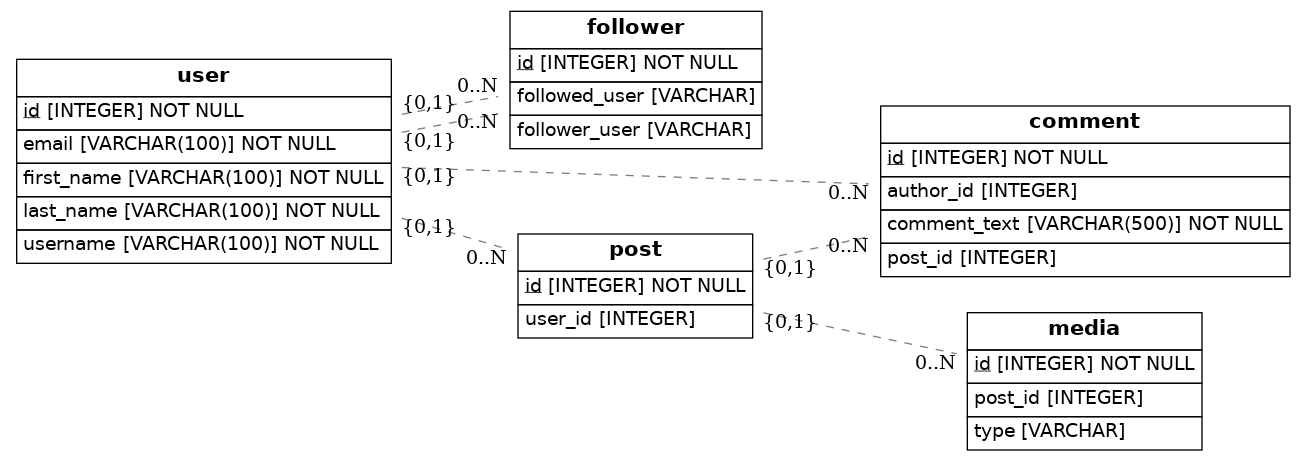 user
id [INTEGER] NOT NULL
email [VARCHAR(100)] NOT NULL
first_name [VARCHAR(100)] NOT NULL
last_name [VARCHAR(100)] NOT NULL
username [VARCHAR(100)] NOT NULL
follower
id [INTEGER] NOT NULL
followed_user [VARCHAR]
follower_user [VARCHAR]
0..N
{0,1}
0..N
{0,1}
{0,1}
0..N
{0,1}
0..N
comment
id [INTEGER] NOT NULL
author_id [INTEGER]
comment_text [VARCHAR(500)] NOT NULL
post_id [INTEGER]
post
id [INTEGER] NOT NULL
user_id [INTEGER]
0..N
{0,1}
{0,1}
0..N
media
id [INTEGER] NOT NULL
post_id [INTEGER]
type [VARCHAR]